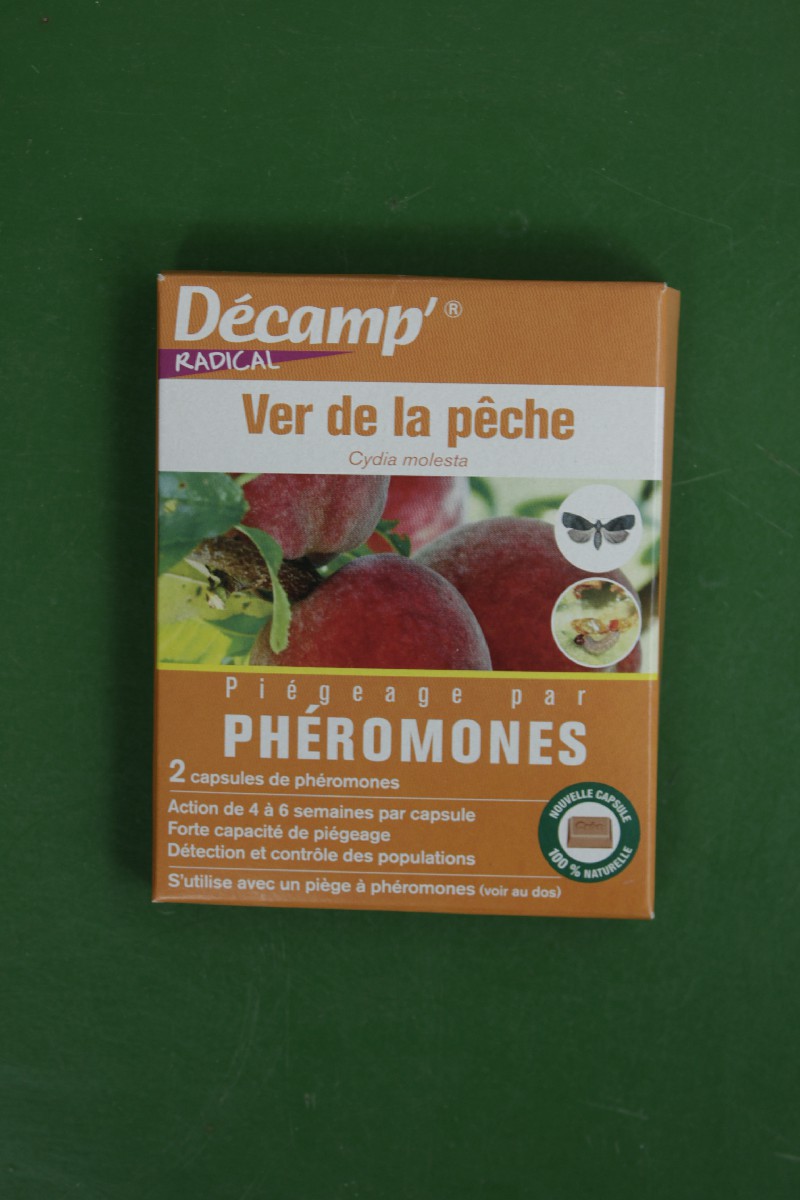 Décamp'®
RADICAL
Ver de la pêche
Cydia molesta
Piégeage par
PHÉROMONES
2 capsules de phéromones
Action de 4 à 6 semaines par capsule
Forte capacité de piégeage
Détection et contrôle des populations
S'utilise avec un piège à phéromones (voir au dos)
NOUVELLE CAPSULE
100 % NATURELLE